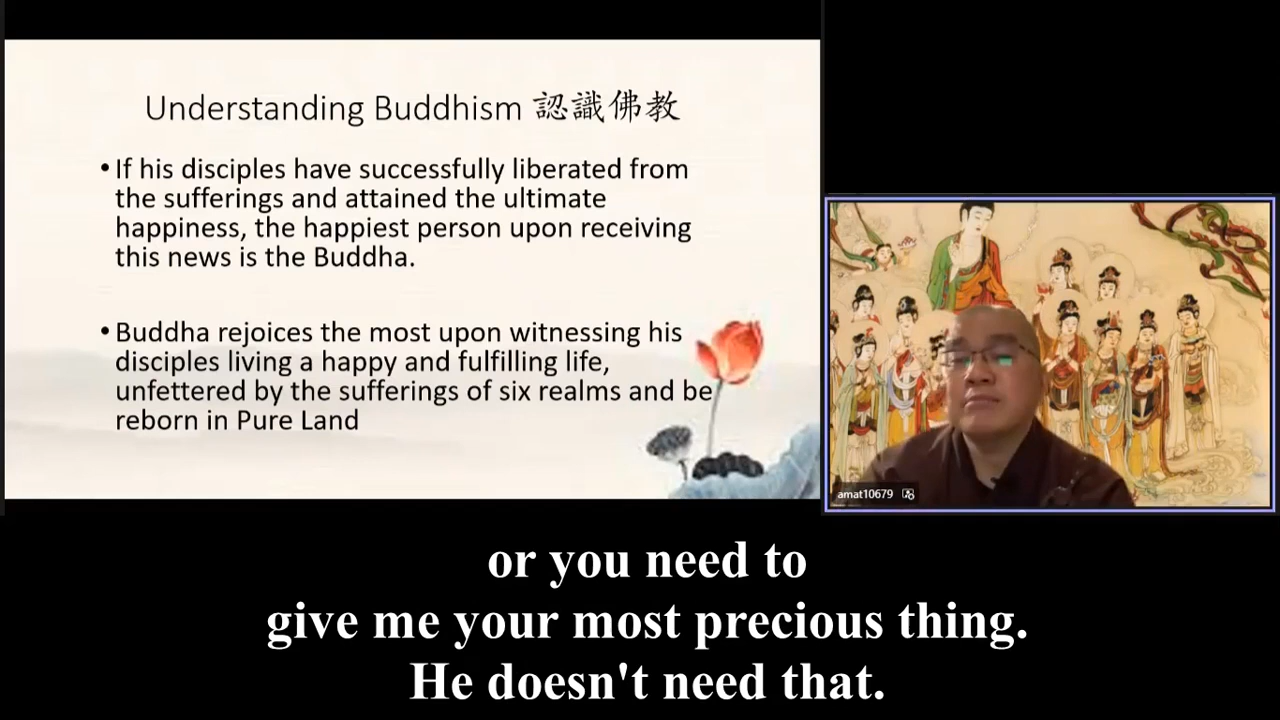 Understanding Buddhism 認識佛教
•If his disciples have successfully liberated from
the sufferings and attained the ultimate
happiness, the happiest person upon receiving
this news is the Buddha.
•Buddha rejoices the most upon witnessing his
disciples living a happy and fulfilling life,
unfettered by the sufferings of six realms and be
reborn in Pure Land
amat10679
or you need to
give me your most precious thing.
He doesn't need that.